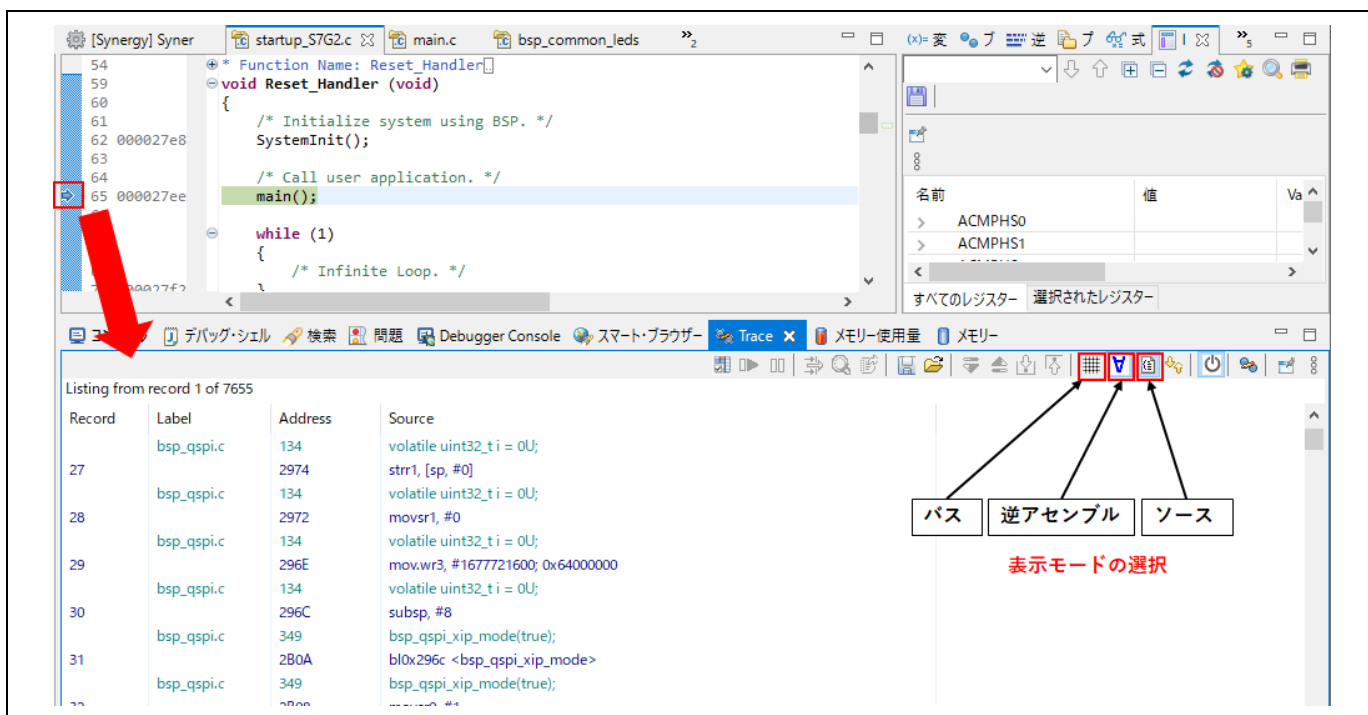 [Synergy] Syner startup_S7G2.c main.c bsp_common_leds »2
(x)= 変 ブ 逆 プ 式 I »5
54 * Function Name: Reset_Handler
59 void Reset_Handler (void)
60 {
61 /* Initialize system using BSP. */
62 000027e8 SystemInit();
63
64 /* Call user application. */
65 000027ee main();
while (1)
{
/* Infinite Loop. */
}
名前 値 Va
> ACMPHS0
> ACMPHS1
すべてのレジスター 選択されたレジスター
デバッグ・シェル 検索 問題 Debugger Console スマート・ブラウザー Trace メモリー使用量 メモリー
Listing from record 1 of 7655
Record Label Address Source
bsp_qspi.c 134 volatile uint32_t i = 0U;
27 2974 strr1, [sp, #0]
bsp_qspi.c 134 volatile uint32_t i = 0U;
28 2972 movsr1, #0
bsp_qspi.c 134 volatile uint32_t i = 0U;
29 296E mov.wr3, #1677721600; 0x64000000
bsp_qspi.c 134 volatile uint32_t i = 0U;
30 296C subsp, #8
bsp_qspi.c 349 bsp_qspi_xip_mode(true);
31 2B0A bl0x296c <bsp_qspi_xip_mode>
bsp_qspi.c 349 bsp_qspi_xip_mode(true);
バス 逆アセンブル ソース
表示モードの選択